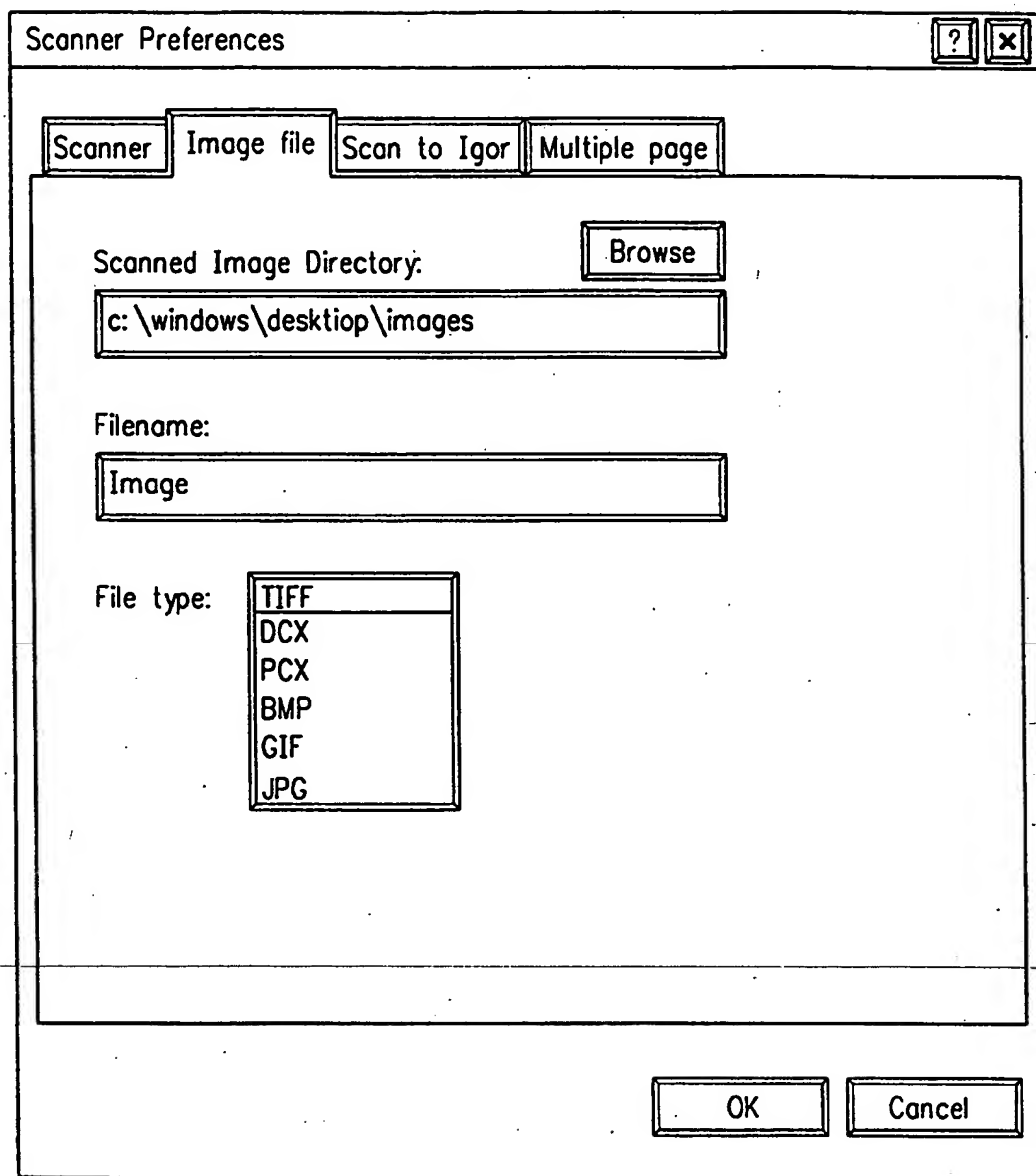 Scanner Preferences ? x
Scanner Image file Scan to Igor Multiple page
Scanned Image Directory: Browse
c:\windows\desktiop\images
Filename:
Image
File type: TIFF
DCX
PCX
BMP
GIF
JPG
OK Cancel